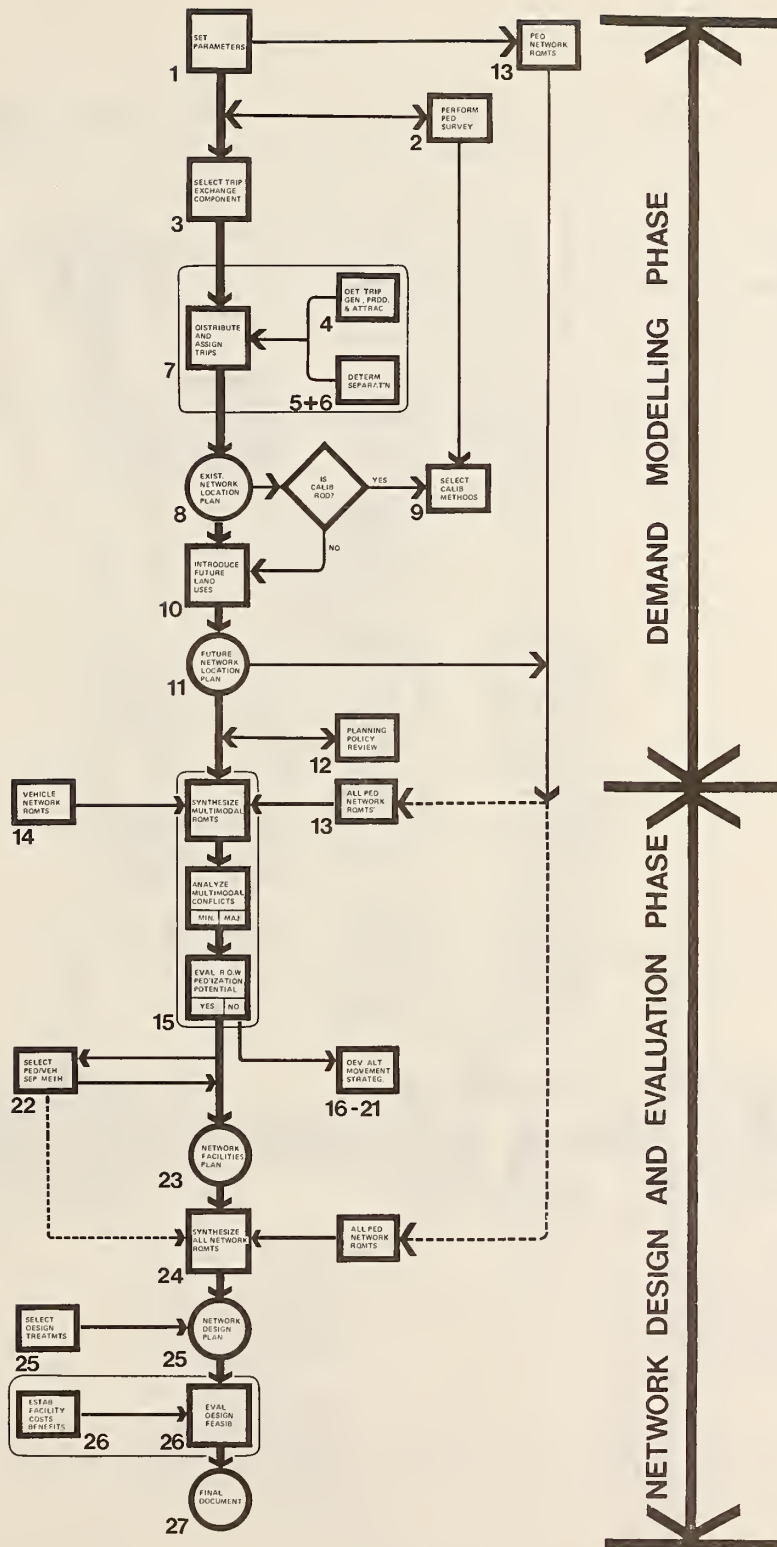 SET
PARAMETERS
1
PED
NETWORK
RQMTS
13
PERFORM
PED
SURVEY
2
SELECT TRIP
EXCHANGE
COMPONENT
3
DET TRIP
GEN, PROD.
& ATTRAC
4
DISTRIBUTE
AND
ASSIGN
TRIPS
7
DETERM
SEPARAT'N
5+6
EXIST.
NETWORK
LOCATION
PLAN
8
IS
CALIB
RQD?
YES
NO
SELECT
CALIB
METHODS
9
INTRODUCE
FUTURE
LAND
USES
10
FUTURE
NETWORK
LOCATION
PLAN
11
PLANNING
POLICY
REVIEW
12
VEHICLE
NETWORK
RQMTS
14
SYNTHESIZE
MULTIMODAL
RQMTS
ALL PED
NETWORK
RQMTS'
13
ANALYZE
MULTIMODAL
CONFLICTS
MIN. MAJ
EVAL R.O.W
PED'IZATION
POTENTIAL
YES NO
15
SELECT
PED/VEH
SEP METH
22
DEV ALT
MOVEMENT
STRATEG.
16-21
NETWORK
FACILITIES
PLAN
23
SYNTHESIZE
ALL NETWORK
RQMTS
24
ALL PED
NETWORK
RQMTS
SELECT
DESIGN
TREATMTS
25
NETWORK
DESIGN
PLAN
25
ESTAB
FACILITY
COSTS
BENEFITS
26
EVAL
DESIGN
FEASIB
26
FINAL
DOCUMENT
27
DEMAND MODELLING PHASE
NETWORK DESIGN AND EVALUATION PHASE